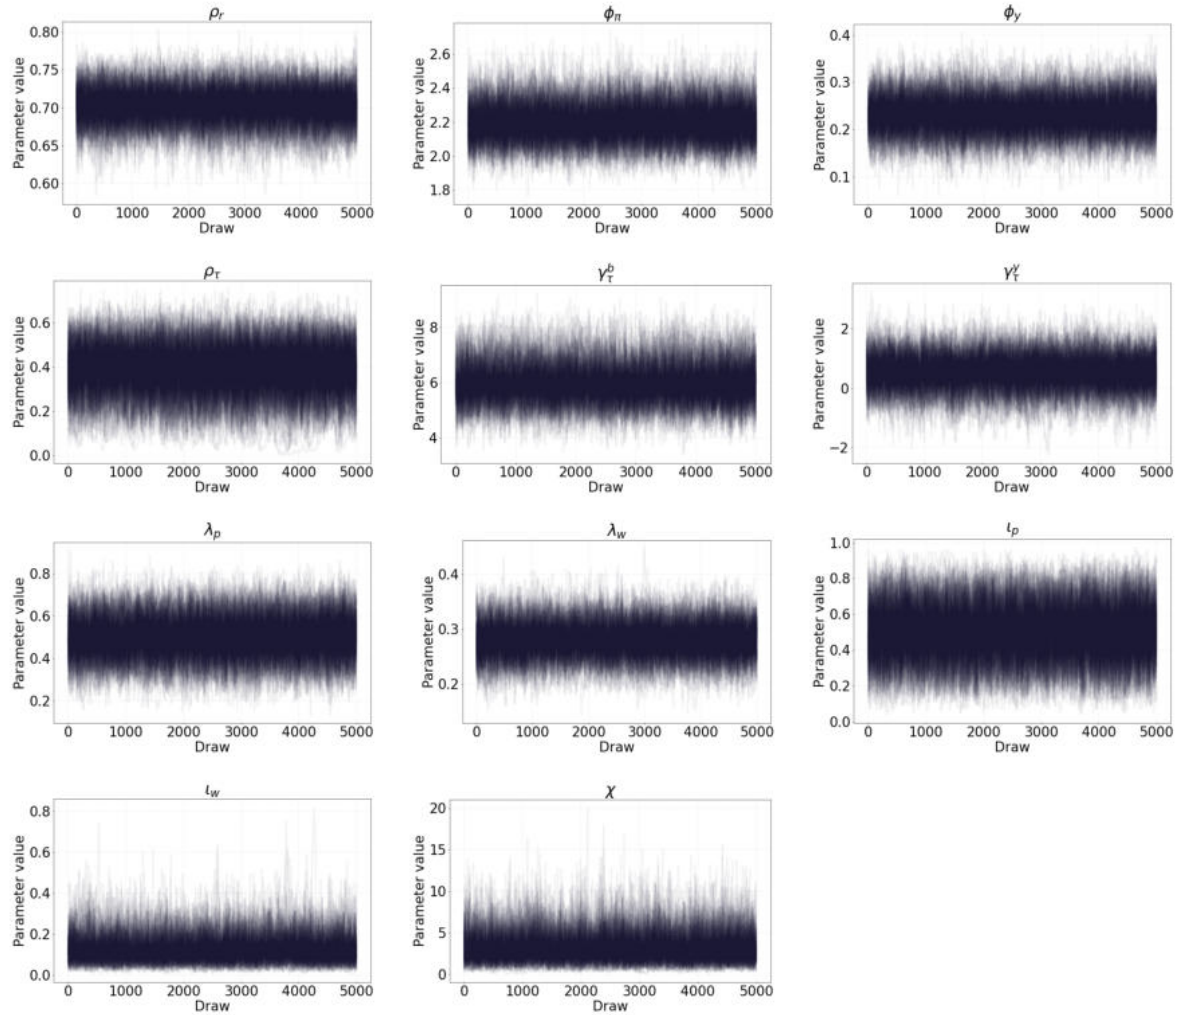 ρr
Parameter value
0.80
0.75
0.70
0.65
0.60
0 1000 2000 3000 4000 5000
Draw
ϕπ
Parameter value
2.6
2.4
2.2
2.0
1.8
0 1000 2000 3000 4000 5000
Draw
ϕy
Parameter value
0.4
0.3
0.2
0.1
0 1000 2000 3000 4000 5000
Draw
ρτ
Parameter value
0.6
0.4
0.2
0.0
0 1000 2000 3000 4000 5000
Draw
γτb
Parameter value
8
6
4
0 1000 2000 3000 4000 5000
Draw
γτy
Parameter value
2
0
−2
0 1000 2000 3000 4000 5000
Draw
λp
Parameter value
0.8
0.6
0.4
0.2
0 1000 2000 3000 4000 5000
Draw
λw
Parameter value
0.4
0.3
0.2
0 1000 2000 3000 4000 5000
Draw
ιp
Parameter value
1.0
0.8
0.6
0.4
0.2
0.0
0 1000 2000 3000 4000 5000
Draw
ιw
Parameter value
0.8
0.6
0.4
0.2
0.0
0 1000 2000 3000 4000 5000
Draw
χ
Parameter value
20
15
10
5
0
0 1000 2000 3000 4000 5000
Draw